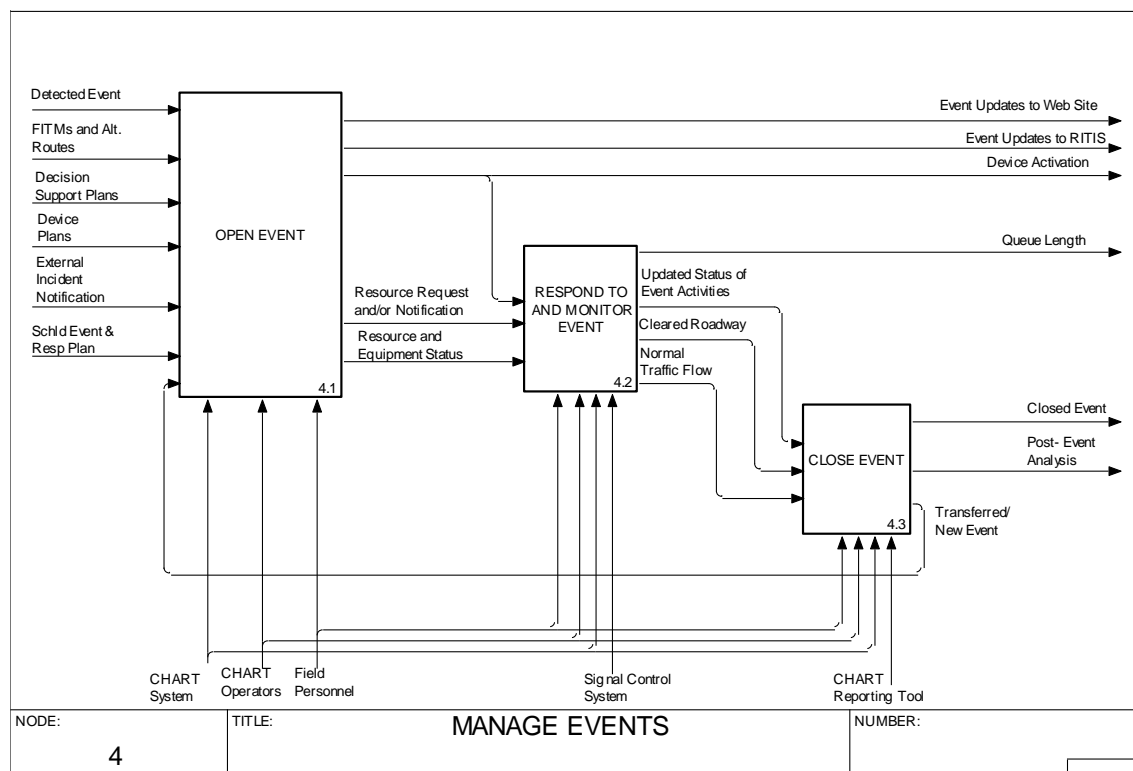 Detected Event
FITMs and Alt.
Routes
Decision
Support Plans
Device
Plans
External
Incident
Notification
Schld Event &
Resp Plan
OPEN EVENT
4.1
Event Updates to Web Site
Event Updates to RITIS
Device Activation
Queue Length
Resource Request
and/or Notification
Resource and
Equipment Status
RESPOND TO
AND MONITOR
EVENT
4.2
Updated Status of
Event Activities
Cleared Roadway
Normal
Traffic Flow
CLOSE EVENT
4.3
Closed Event
Post- Event
Analysis
Transferred/
New Event
CHART
System
CHART
Operators
Field
Personnel
Signal Control
System
CHART
Reporting Tool
NODE:
4
TITLE:
MANAGE EVENTS
NUMBER: